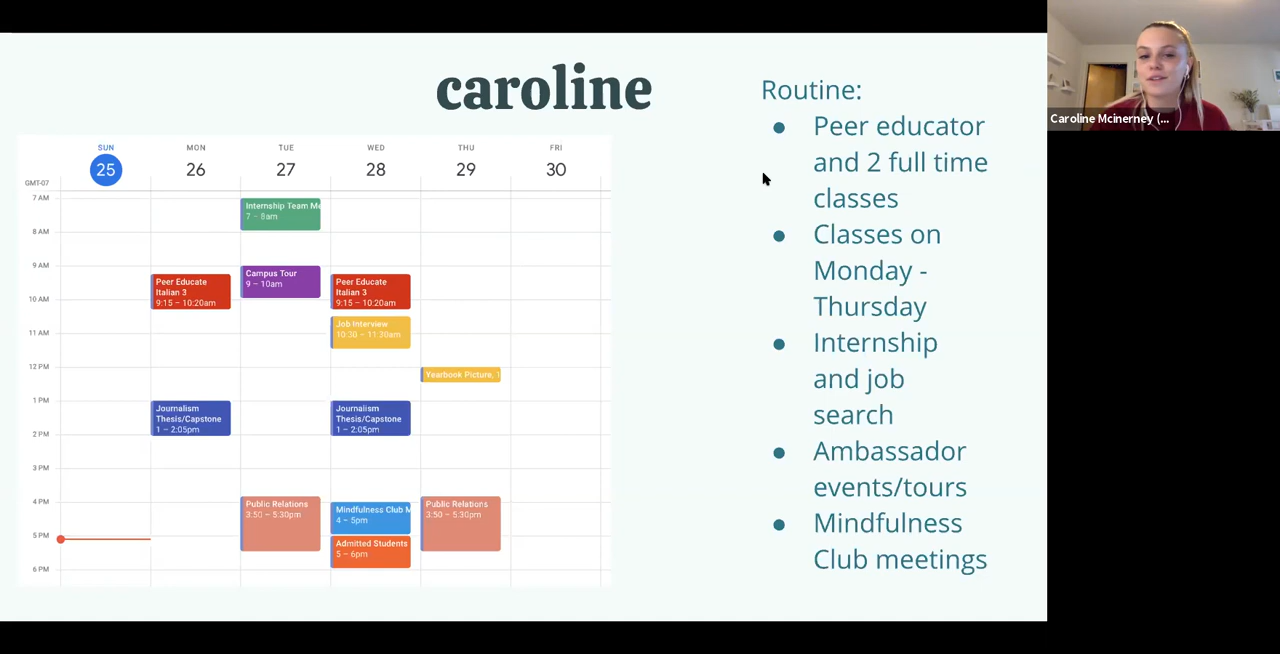 caroline
SUN
MON
TUE
WED
THU
FRI
25
26
27
28
29
30
GMT-07
7 AM
8 AM
9 AM
10 AM
11 AM
12 PM
1 PM
2 PM
3 PM
4 PM
5 PM
6 PM
Peer Educate
Italian 3
9:15 – 10:20am
Journalism
Thesis/Capstone
1 – 2:05pm
Internship Team Me
7 – 8am
Campus Tour
9 – 10am
Public Relations
3:50 – 5:30pm
Peer Educate
Italian 3
9:15 – 10:20am
Job Interview
10:30 – 11:30am
Journalism
Thesis/Capstone
1 – 2:05pm
Mindfulness Club M
4 – 5pm
Admitted Students
5 – 6pm
Yearbook Picture, 1
Public Relations
3:50 – 5:30pm
Routine:
● Peer educator
and 2 full time
classes
● Classes on
Monday -
Thursday
● Internship
and job
search
● Ambassador
events/tours
● Mindfulness
Club meetings
Caroline Mcinerney (...